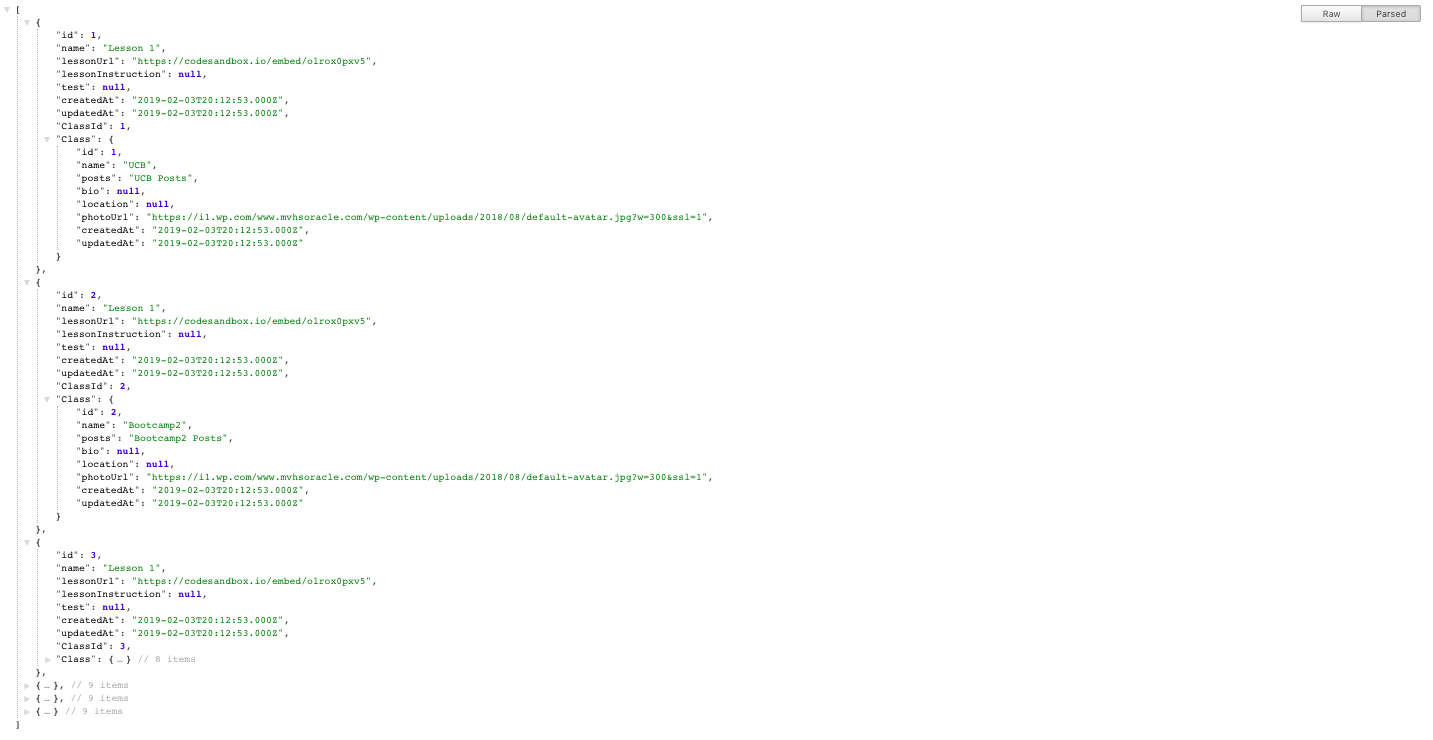 [
Raw Parsed
{
"id": 1,
"name": "Lesson 1",
"lessonUrl": "https://codesandbox.io/embed/olrox0pxv5",
"lessonInstruction": null,
"test": null,
"createdAt": "2019-02-03T20:12:53.000Z",
"updatedAt": "2019-02-03T20:12:53.000Z",
"ClassId": 1,
"Class": {
"id": 1,
"name": "UCB",
"posts": "UCB Posts",
"bio": null,
"location": null,
"photoUrl": "https://i1.wp.com/www.mvhsoracle.com/wp-content/uploads/2018/08/default-avatar.jpg?w=300&ssl=1",
"createdAt": "2019-02-03T20:12:53.000Z",
"updatedAt": "2019-02-03T20:12:53.000Z"
}
},
{
"id": 2,
"name": "Lesson 1",
"lessonUrl": "https://codesandbox.io/embed/olrox0pxv5",
"lessonInstruction": null,
"test": null,
"createdAt": "2019-02-03T20:12:53.000Z",
"updatedAt": "2019-02-03T20:12:53.000Z",
"ClassId": 2,
"Class": {
"id": 2,
"name": "Bootcamp2",
"posts": "Bootcamp2 Posts",
"bio": null,
"location": null,
"photoUrl": "https://i1.wp.com/www.mvhsoracle.com/wp-content/uploads/2018/08/default-avatar.jpg?w=300&ssl=1",
"createdAt": "2019-02-03T20:12:53.000Z",
"updatedAt": "2019-02-03T20:12:53.000Z"
}
},
{
"id": 3,
"name": "Lesson 1",
"lessonUrl": "https://codesandbox.io/embed/olrox0pxv5",
"lessonInstruction": null,
"test": null,
"createdAt": "2019-02-03T20:12:53.000Z",
"updatedAt": "2019-02-03T20:12:53.000Z",
"ClassId": 3,
"Class": { … } // 8 items
},
{ … }, // 9 items
{ … }, // 9 items
{ … } // 9 items
]